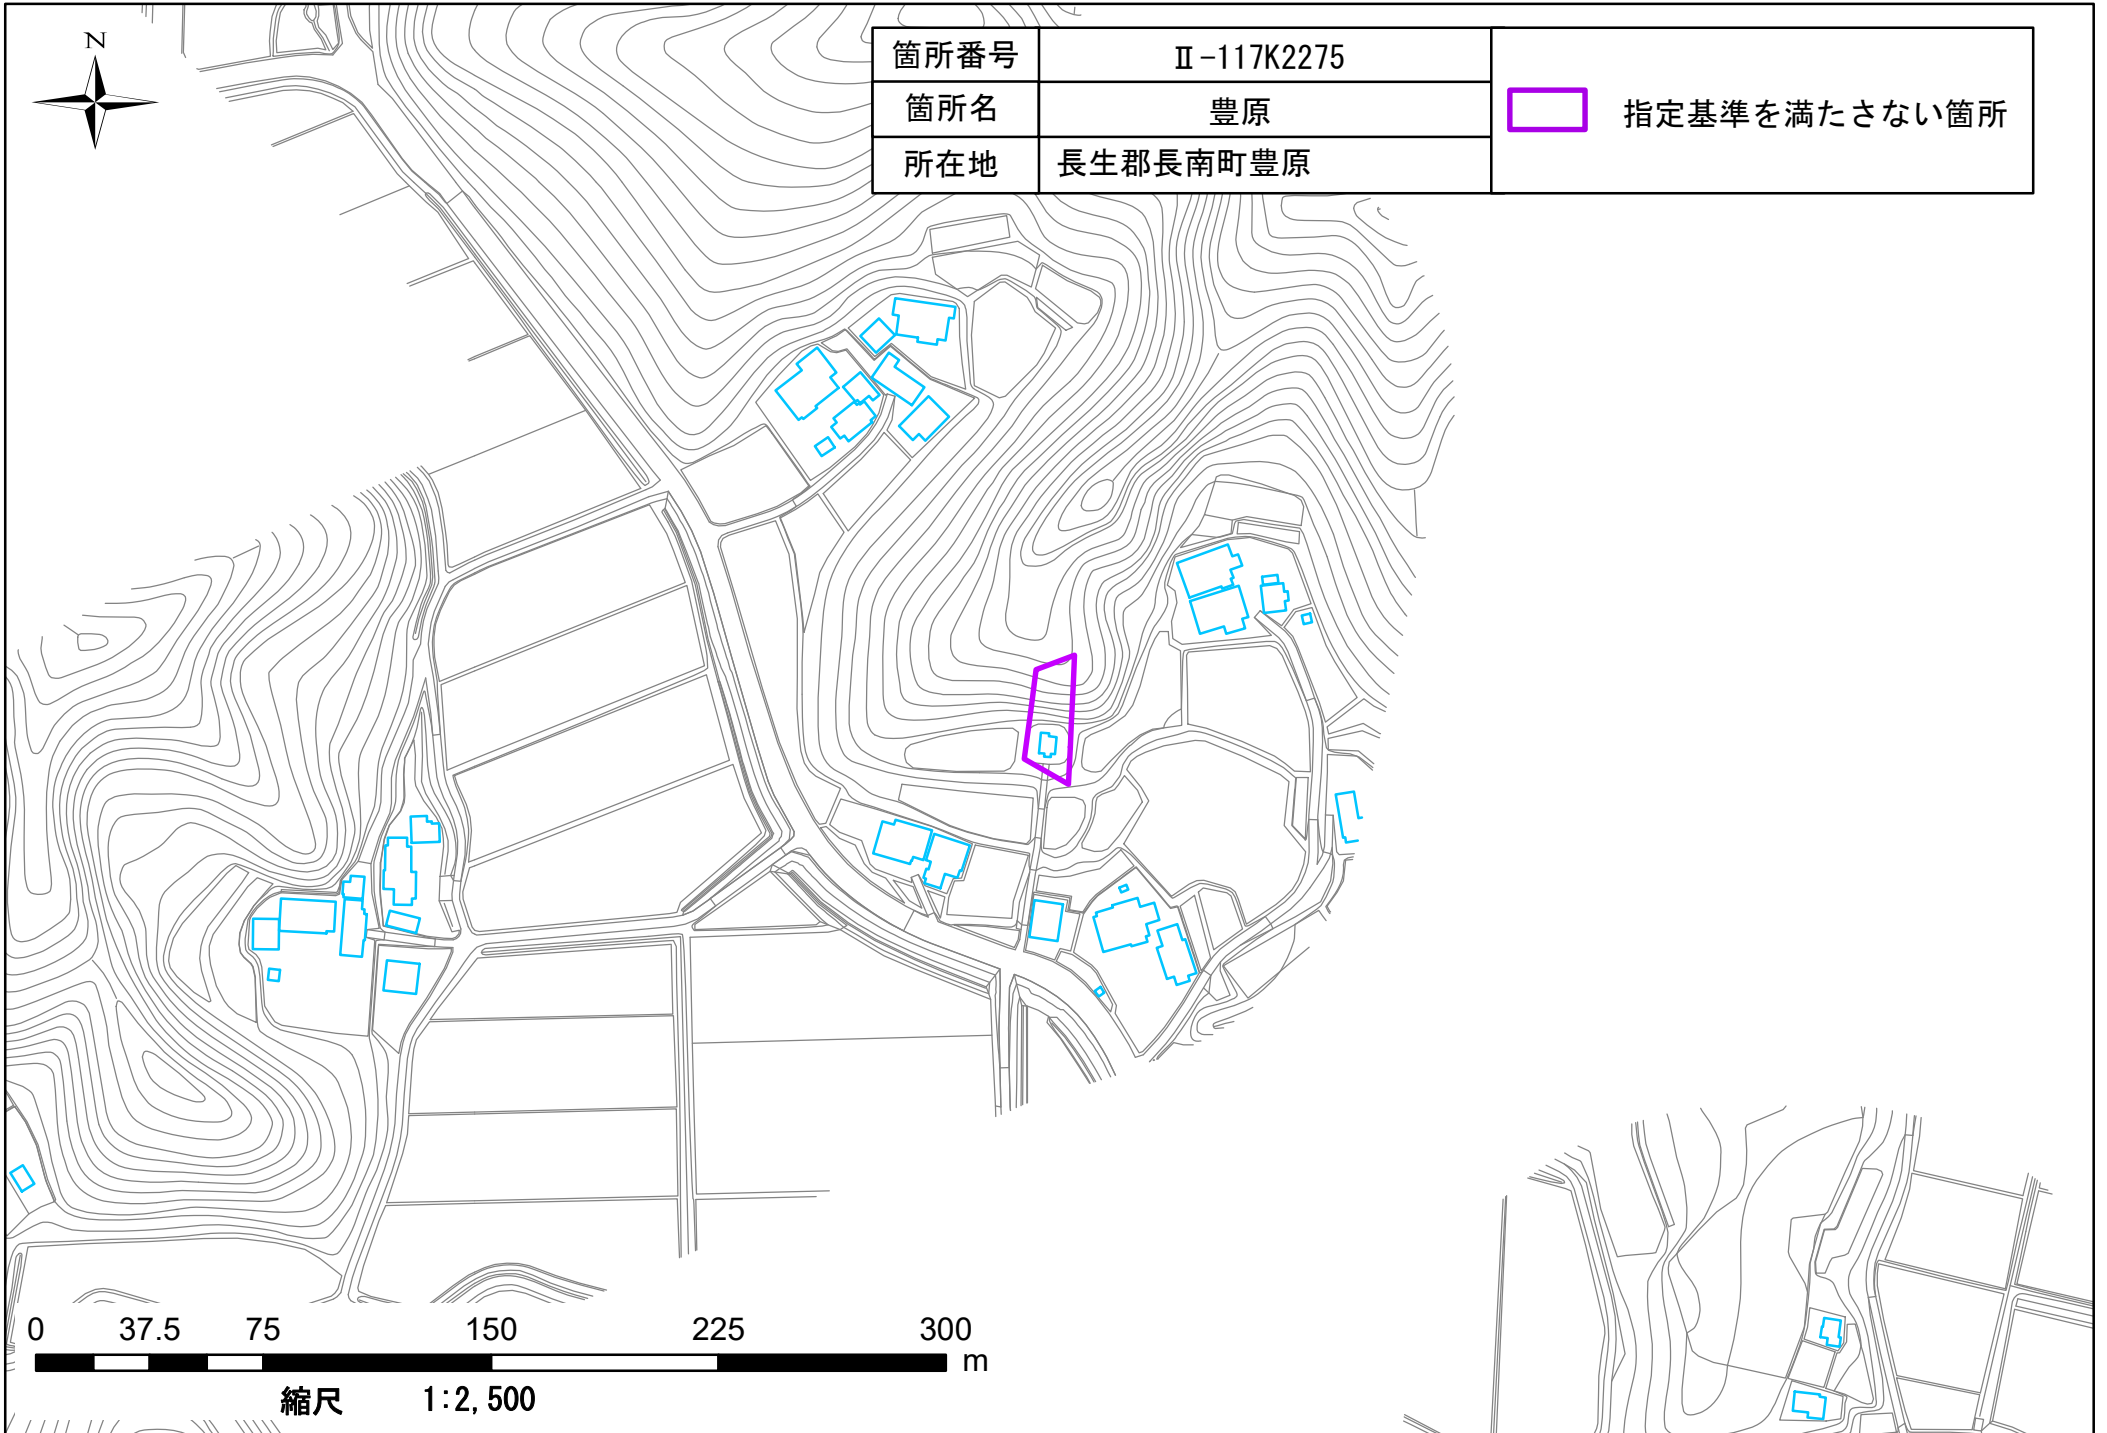 N
箇所番号 Ⅱ-117K2275
箇所名 豊原
所在地 長生郡長南町豊原
指定基準を満たさない箇所
0 37.5 75 150 225 300
m
縮尺 1:2,500